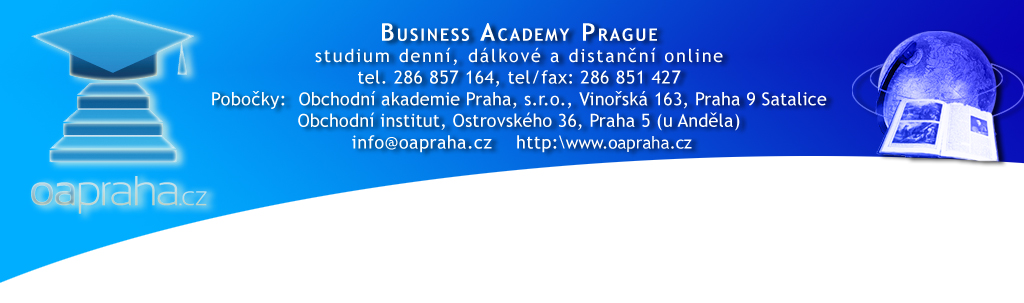 Business Academy Prague
studium denní, dálkové a distanční online
tel. 286 857 164, tel/fax: 286 851 427
Pobočky: Obchodní akademie Praha, s.r.o., Vinořská 163, Praha 9 Satalice
Obchodní institut, Ostrovského 36, Praha 5 (u Anděla)
info@oapraha.cz http:\www.oapraha.cz
oapraha.cz